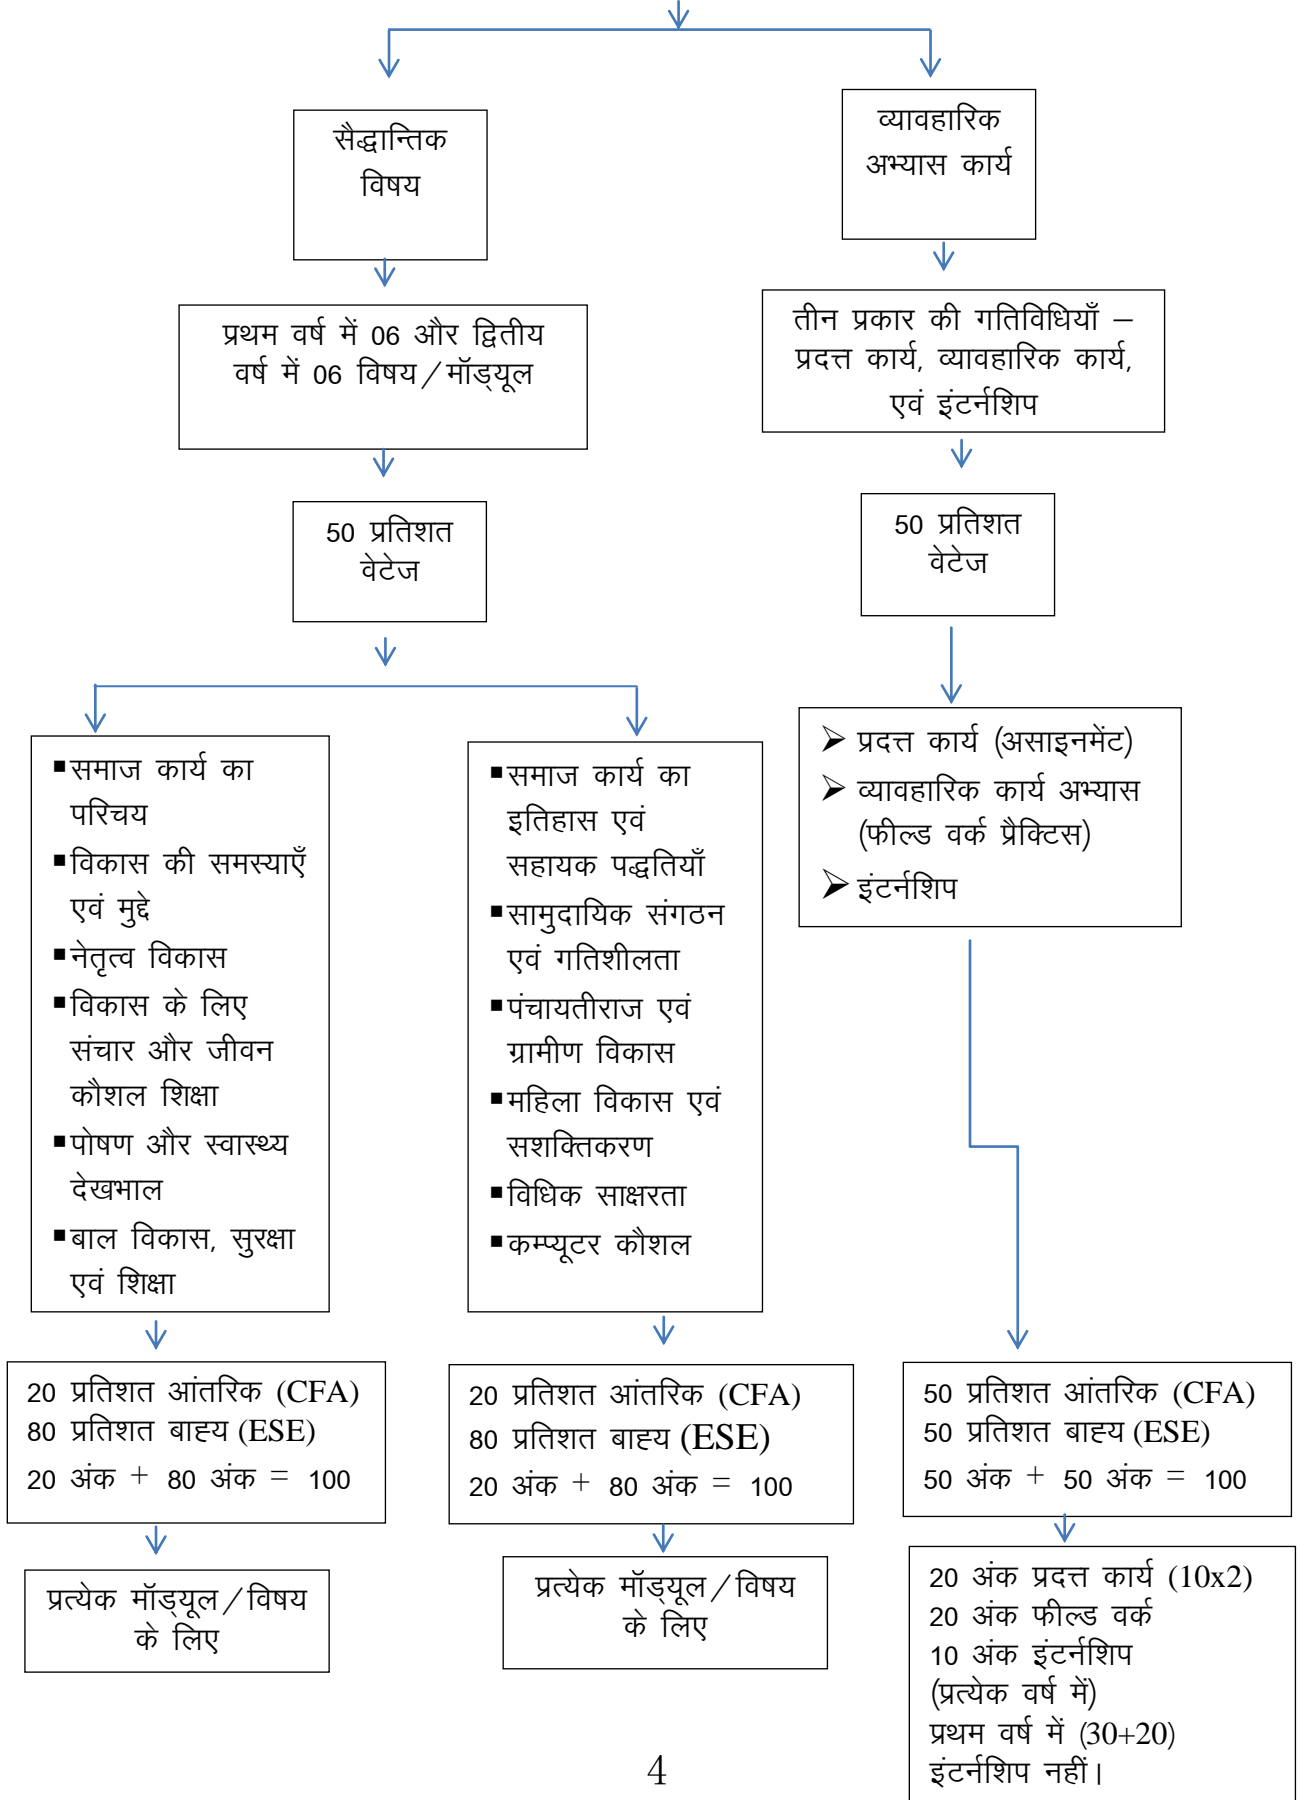 सैद्धान्तिक
विषय
व्यावहारिक
अभ्यास कार्य
प्रथम वर्ष में 06 और द्वितीय
वर्ष में 06 विषय/मॉड्यूल
तीन प्रकार की गतिविधियाँ –
प्रदत्त कार्य, व्यावहारिक कार्य,
एवं इंटर्नशिप
50 प्रतिशत
वेटेज
50 प्रतिशत
वेटेज
▪समाज कार्य का
परिचय
▪विकास की समस्याएँ
एवं मुद्दे
▪नेतृत्व विकास
▪विकास के लिए
संचार और जीवन
कौशल शिक्षा
▪पोषण और स्वास्थ्य
देखभाल
▪बाल विकास, सुरक्षा
एवं शिक्षा
▪समाज कार्य का
इतिहास एवं
सहायक पद्धतियाँ
▪सामुदायिक संगठन
एवं गतिशीलता
▪पंचायतीराज एवं
ग्रामीण विकास
▪महिला विकास एवं
सशक्तिकरण
▪विधिक साक्षरता
▪कम्प्यूटर कौशल
➢ प्रदत्त कार्य (असाइनमेंट)
➢ व्यावहारिक कार्य अभ्यास
(फील्ड वर्क प्रैक्टिस)
➢ इंटर्नशिप
20 प्रतिशत आंतरिक (CFA)
80 प्रतिशत बाह्य (ESE)
20 अंक + 80 अंक = 100
20 प्रतिशत आंतरिक (CFA)
80 प्रतिशत बाह्य (ESE)
20 अंक + 80 अंक = 100
50 प्रतिशत आंतरिक (CFA)
50 प्रतिशत बाह्य (ESE)
50 अंक + 50 अंक = 100
प्रत्येक मॉड्यूल/विषय
के लिए
प्रत्येक मॉड्यूल/विषय
के लिए
20 अंक प्रदत्त कार्य (10x2)
20 अंक फील्ड वर्क
10 अंक इंटर्नशिप
(प्रत्येक वर्ष में)
प्रथम वर्ष में (30+20)
इंटर्नशिप नहीं।
4